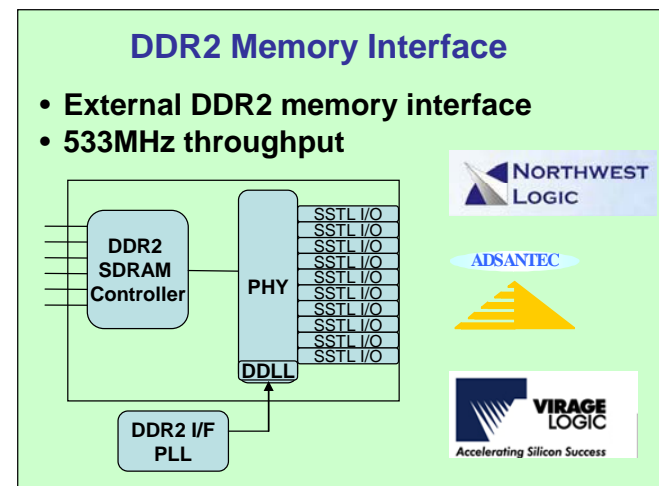 DDR2 Memory Interface
• External DDR2 memory interface
• 533MHz throughput
DDR2
SDRAM
Controller
PHY
DDLL
SSTL I/O
SSTL I/O
SSTL I/O
SSTL I/O
SSTL I/O
SSTL I/O
SSTL I/O
SSTL I/O
SSTL I/O
SSTL I/O
DDR2 I/F
PLL
NORTHWEST
LOGIC
ADSANTEC
VIRAGE
LOGIC
Accelerating Silicon Success